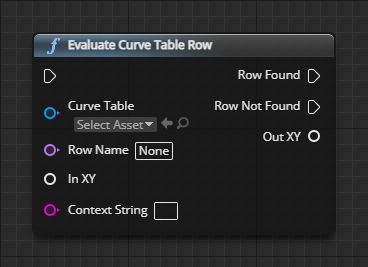 f Evaluate Curve Table Row
Row Found
Curve Table
Row Not Found
Select Asset
Out XY
Row Name None
In XY
Context String